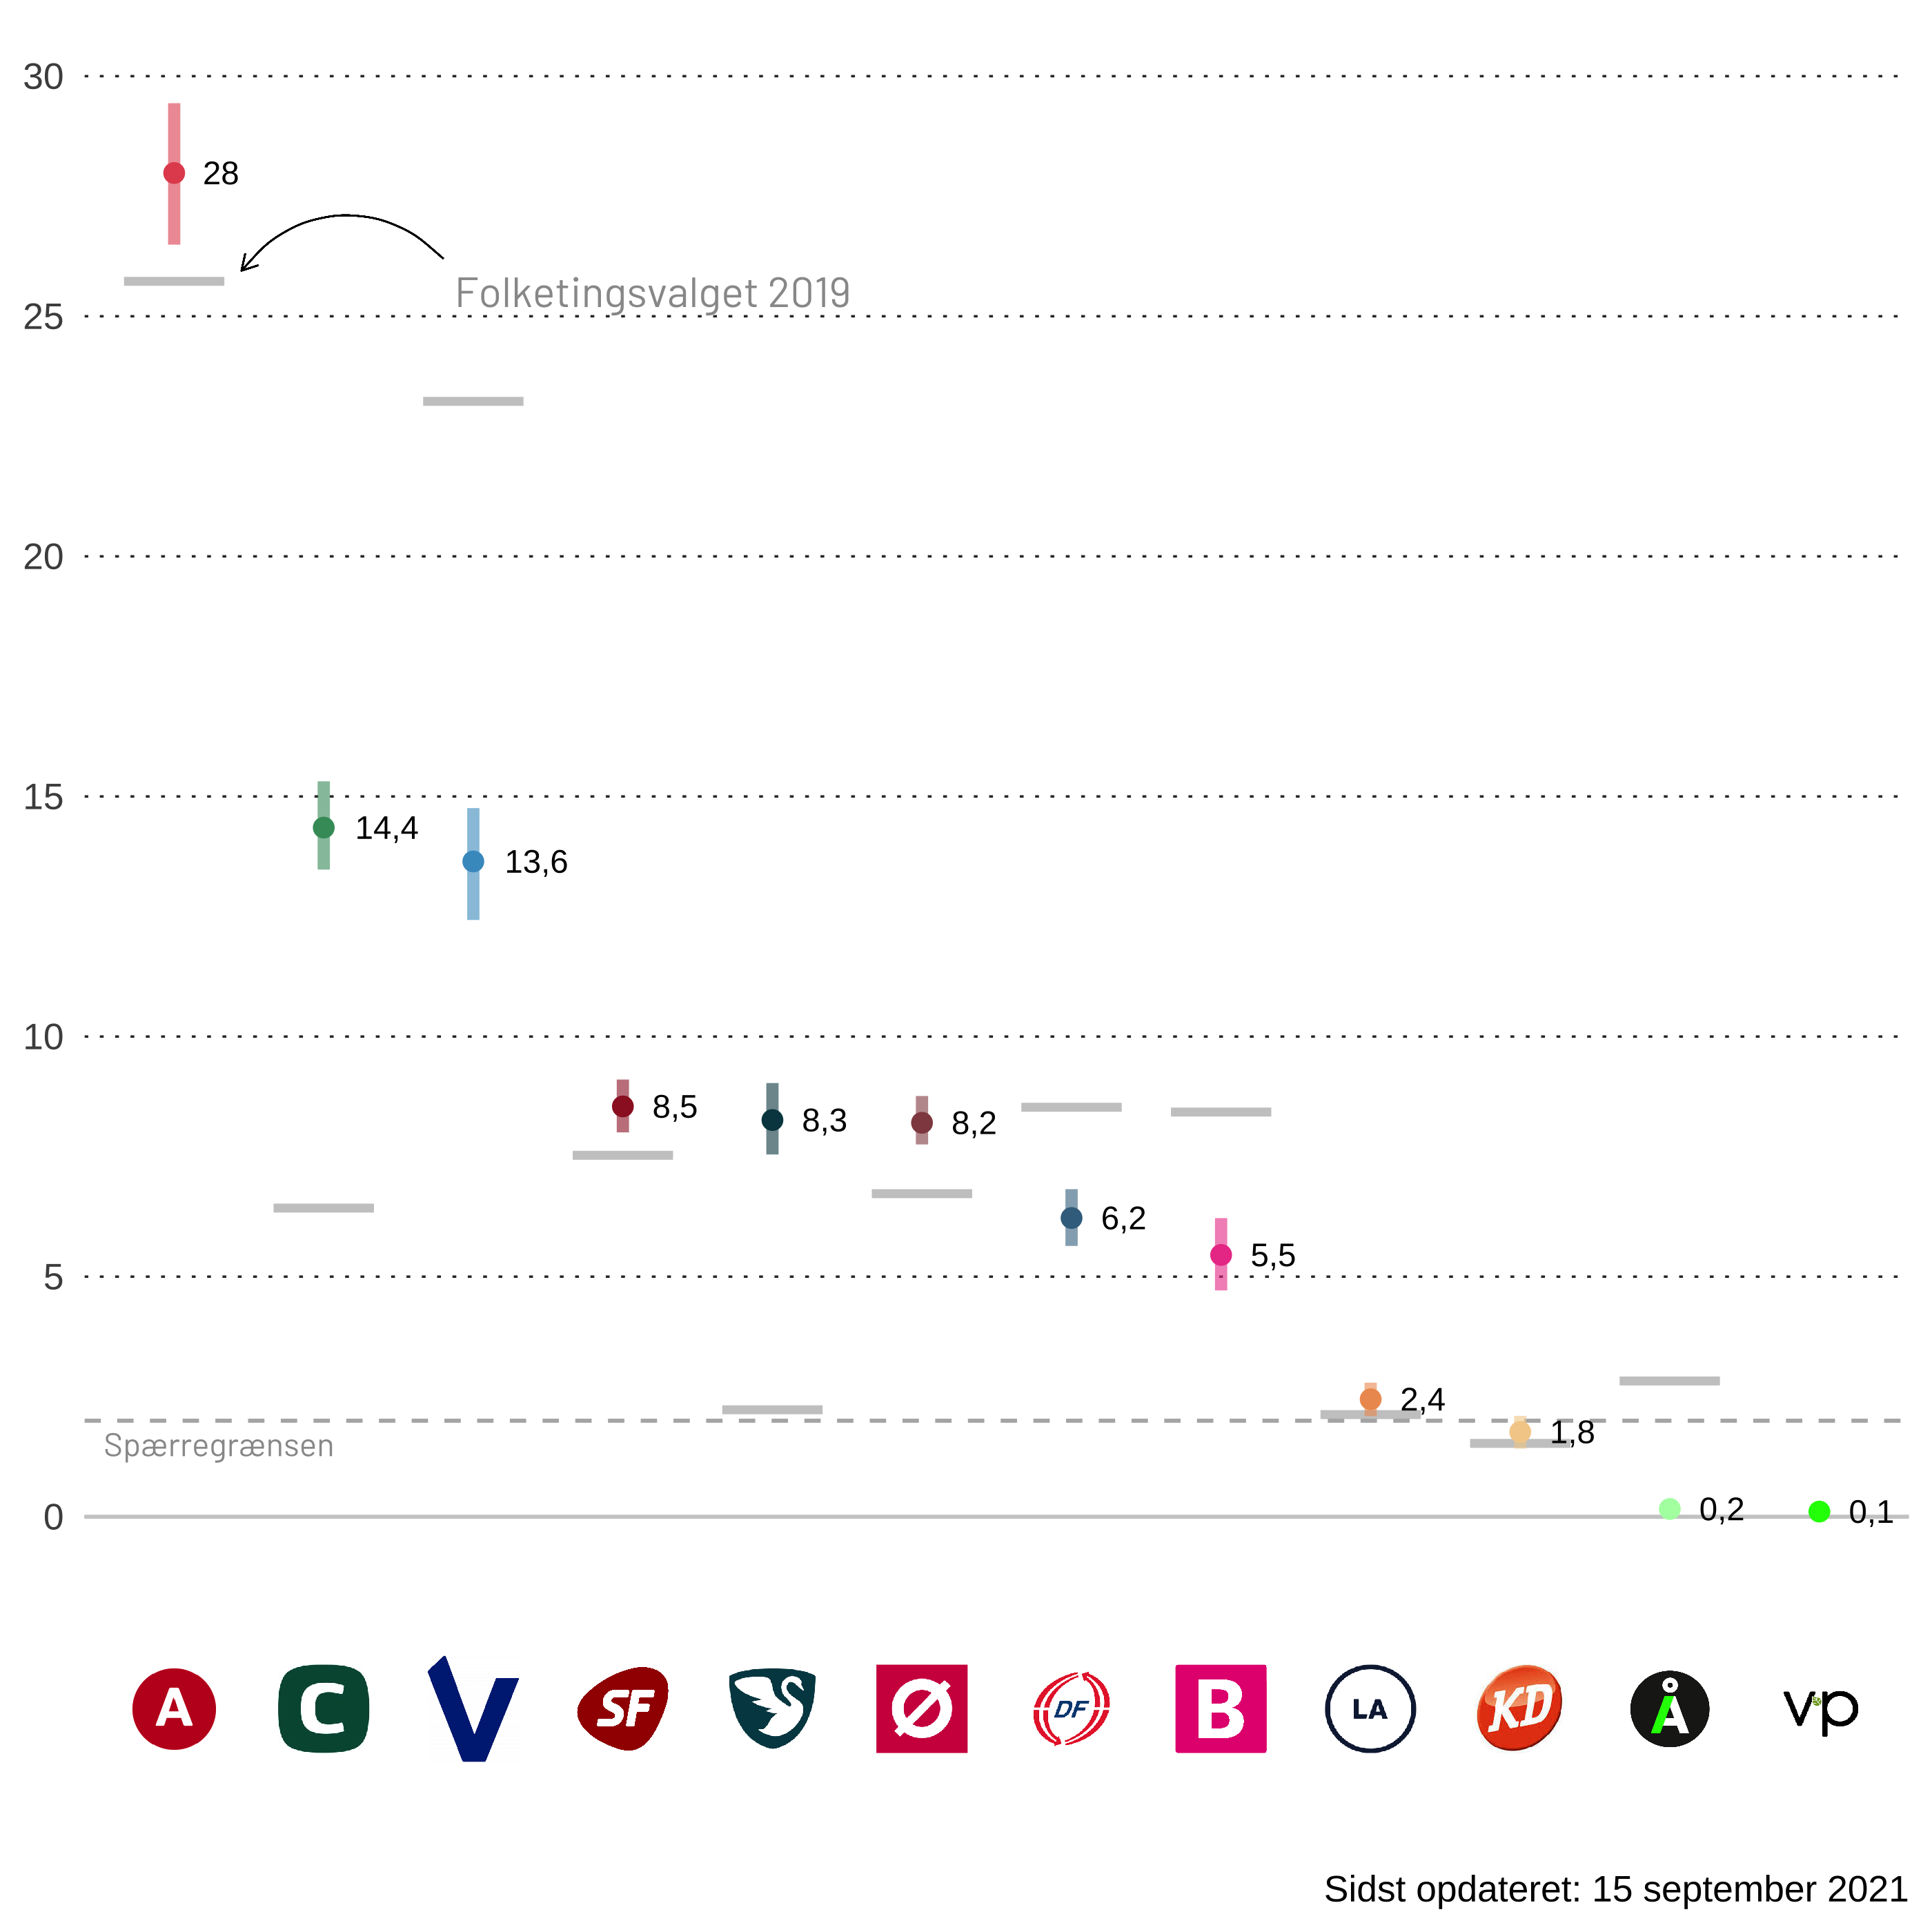 30
28
Folketingsvalget 2019
25
20
15
14,4
13,6
10
8,5
8,3
8,2
6,2
5,5
5
2,4
1,8
Spærregrænsen
0,2
0,1
0
A
C
V
SF
Ø
DF
B
LA
KD
Å
vp
Sidst opdateret: 15 september 2021